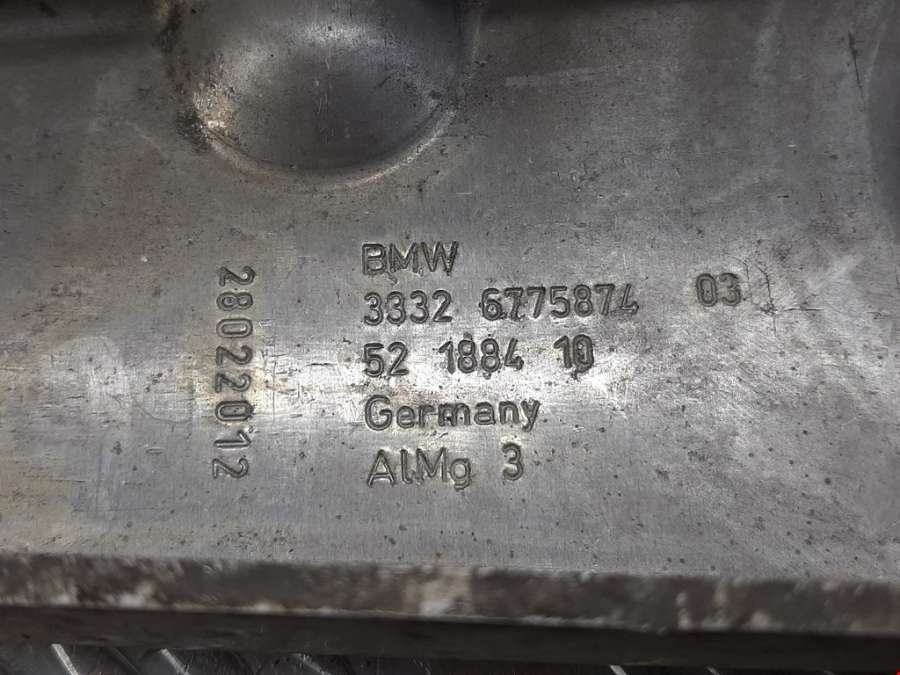 BMW
3332 6775874 03
52 1884 10
Germany
AlMg 3
28022012